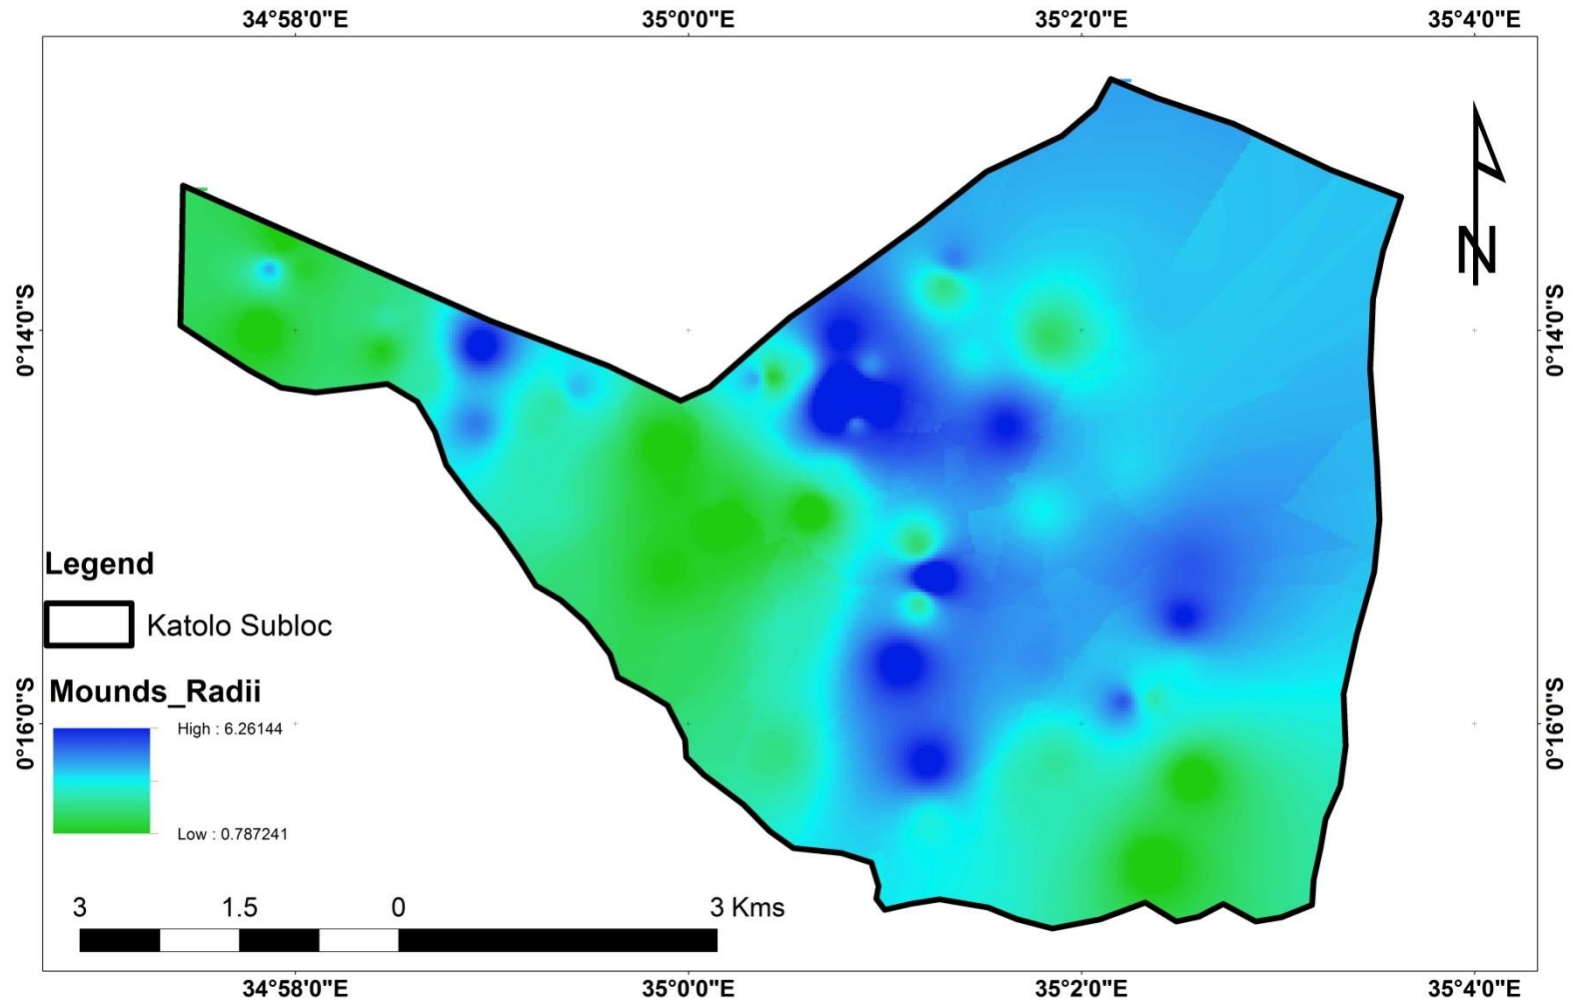 34°58'0"E 35°0'0"E 35°2'0"E 35°4'0"E
N
0°14'0"S 0°14'0"S
Legend
Katolo Subloc
Mounds_Radii
High : 6.26144
Low : 0.787241
0°16'0"S 0°16'0"S
3 1.5 0 3 Kms
34°58'0"E 35°0'0"E 35°2'0"E 35°4'0"E